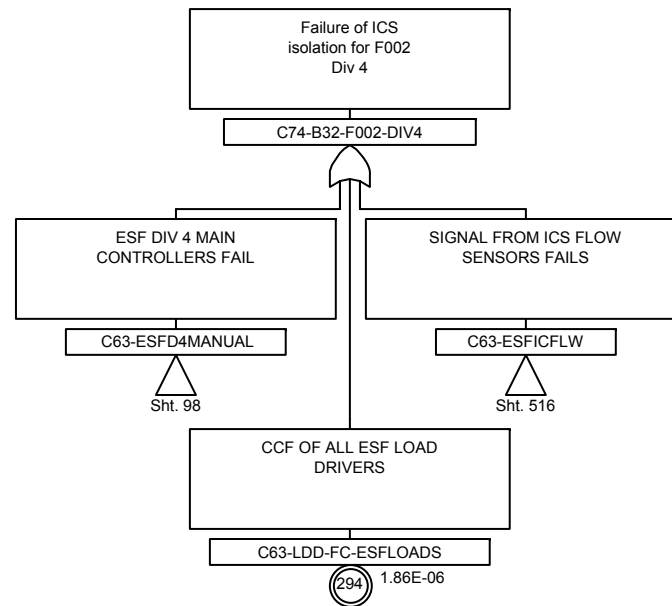 Failure of ICS
isolation for F002
Div 4
C74-B32-F002-DIV4
ESF DIV 4 MAIN
CONTROLLERS FAIL
C63-ESFD4MANUAL
Sht. 98
SIGNAL FROM ICS FLOW
SENSORS FAILS
C63-ESFICFLW
Sht. 516
CCF OF ALL ESF LOAD
DRIVERS
C63-LDD-FC-ESFLOADS
294 1.86E-06